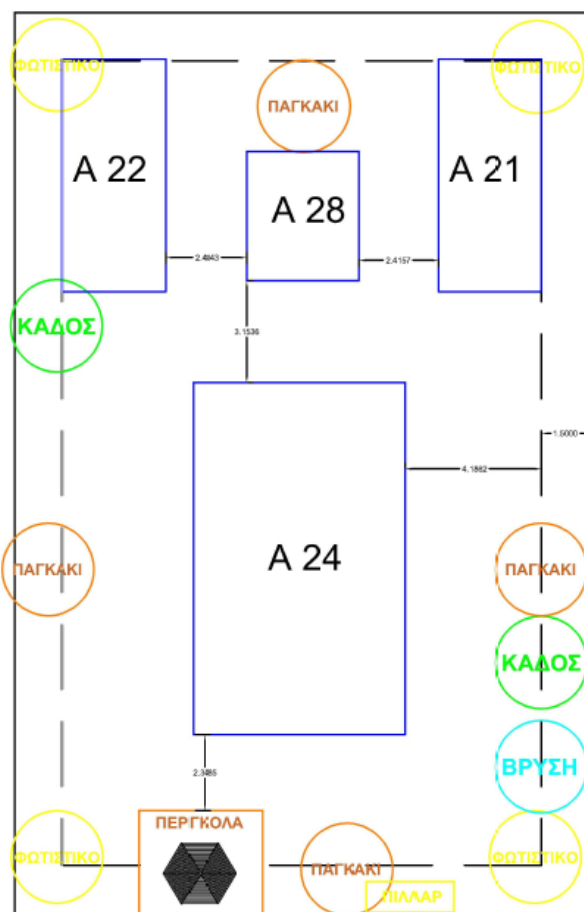 ΦΩΤΙΣΤΙΚΟ
ΦΩΤΙΣΤΙΚΟ
ΠΑΓΚΑΚΙ
Α 22
Α 28
Α 21
2.4843
2.4157
ΚΑΔΟΣ
3.1536
1.5000
4.1862
Α 24
ΠΑΓΚΑΚΙ
ΠΑΓΚΑΚΙ
ΚΑΔΟΣ
ΒΡΥΣΗ
2.3485
ΠΕΡΓΚΟΛΑ
ΦΩΤΙΣΤΙΚΟ
ΠΑΓΚΑΚΙ
ΦΩΤΙΣΤΙΚΟ
ΠΙΛΛΑΡ